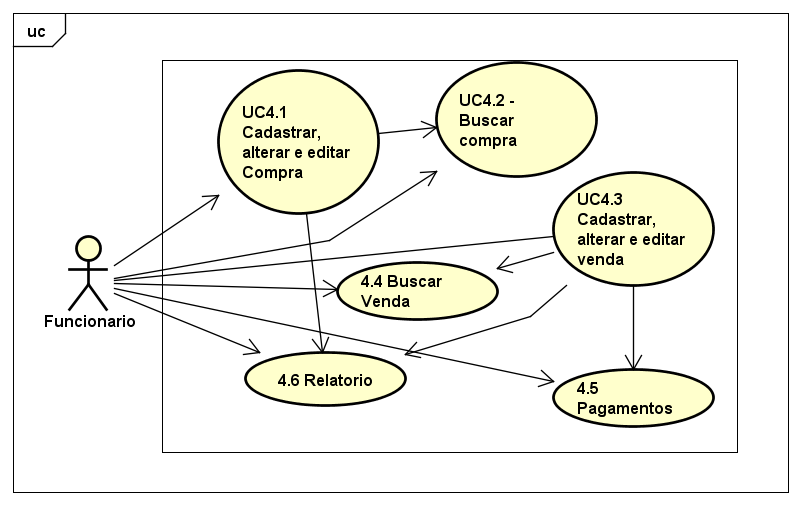 uc
UC4.1
Cadastrar,
alterar e editar
Compra
UC4.2 -
Buscar
compra
UC4.3
Cadastrar,
alterar e editar
venda
4.4 Buscar
Venda
Funcionario
4.6 Relatorio
4.5
Pagamentos